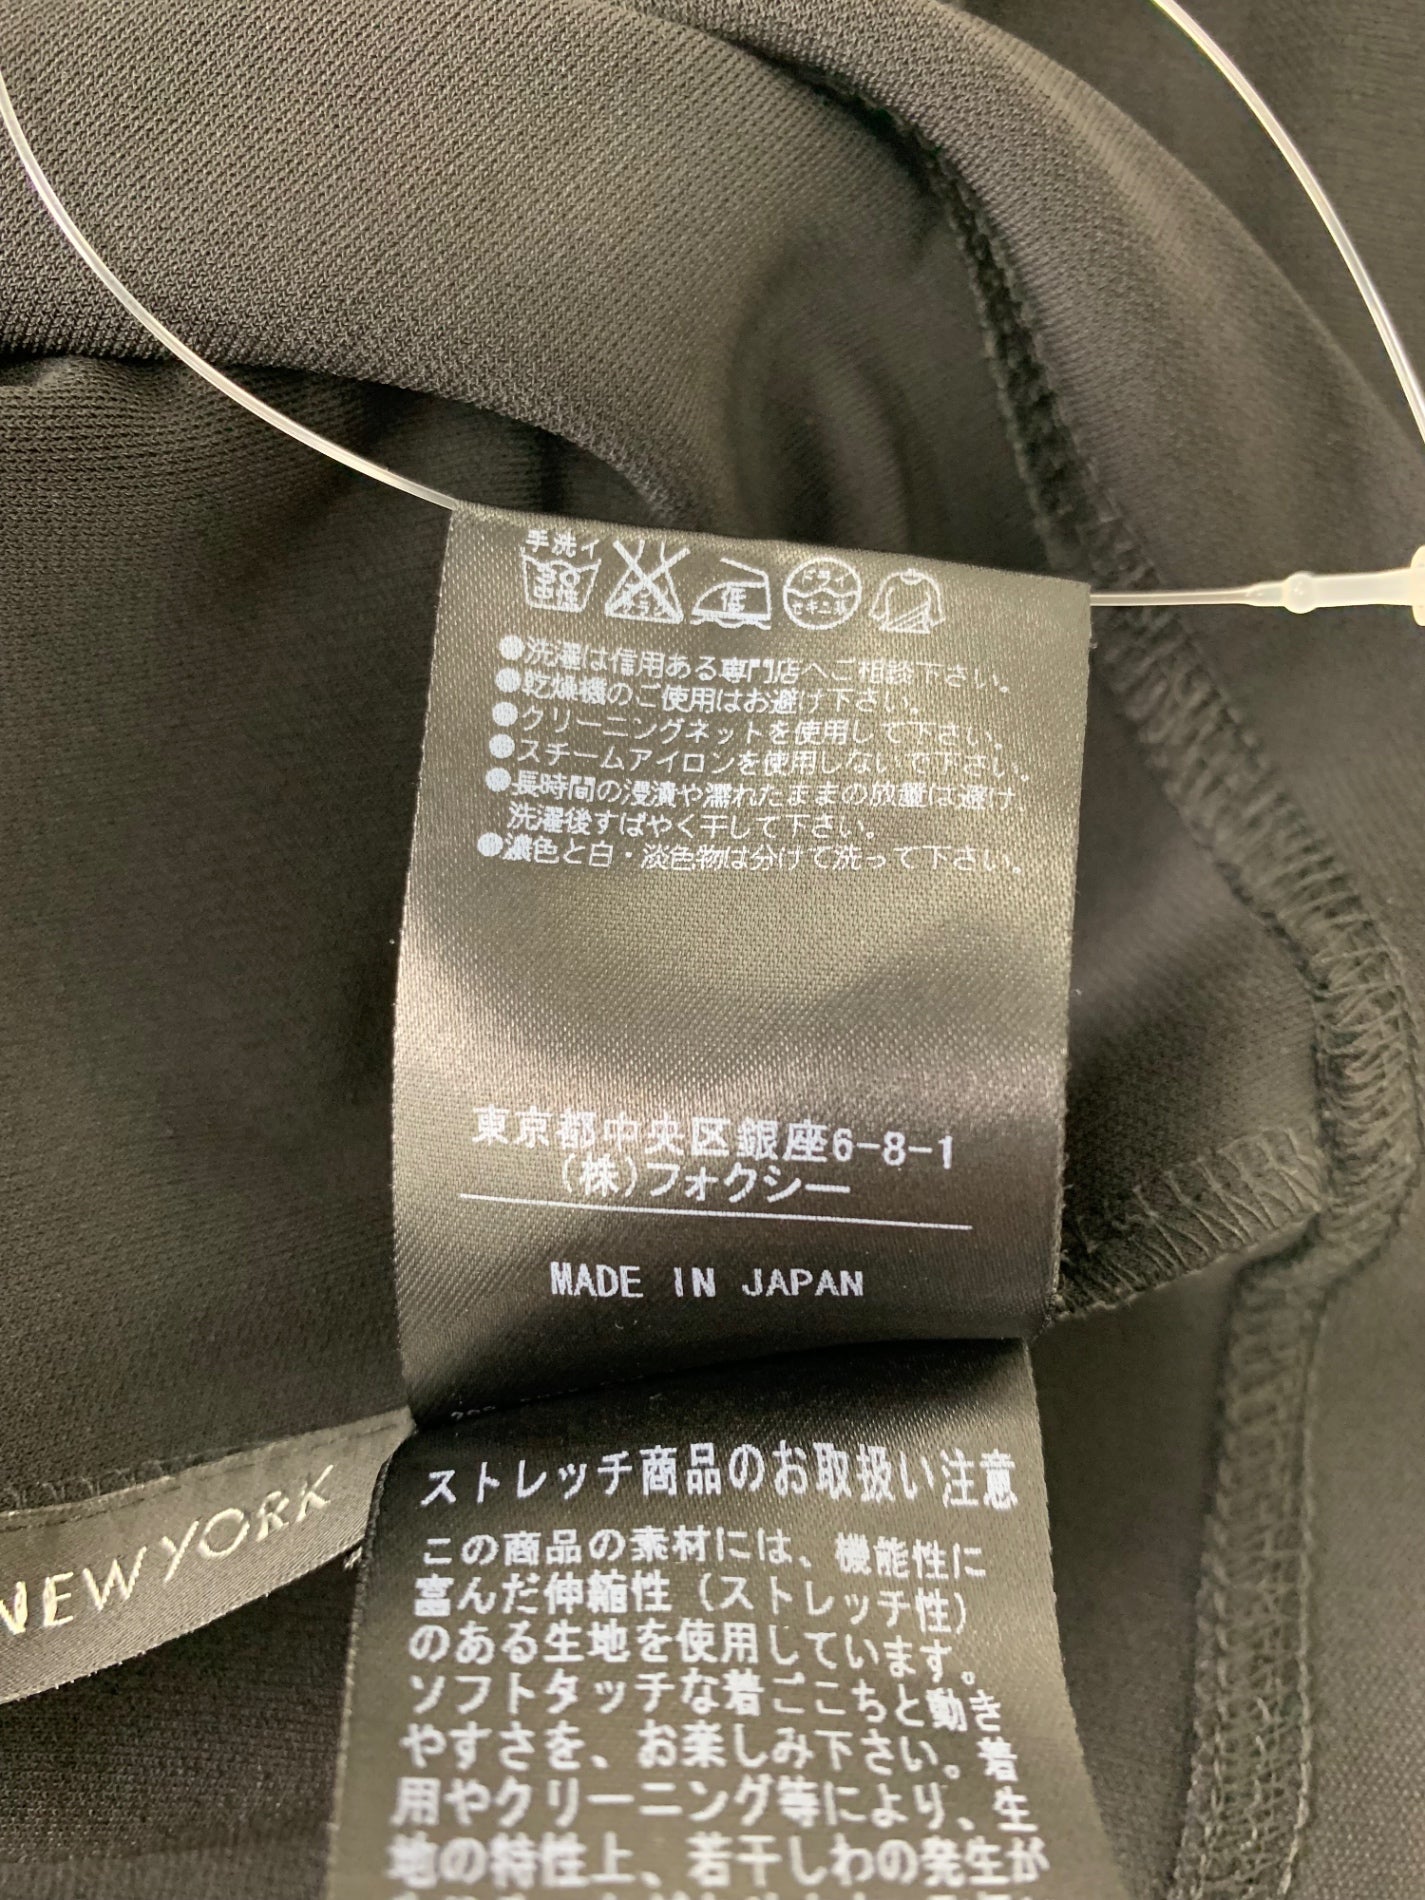 手洗イ
30
中性
エンソ
サラシ
低
ドライ
セキユ系
●洗濯は信用ある専門店へご相談下さい。
●乾燥機のご使用はお避け下さい。
●クリーニングネットを使用して下さい。
●スチームアイロンを使用しないで下さい。
●長時間の浸漬や濡れたままの放置は避け、
洗濯後すばやく干して下さい。
●濃色と白・淡色物は分けて洗って下さい。
東京都中央区銀座6-8-1
(株)フォクシー
MADE IN JAPAN
NEW YORK
ストレッチ商品のお取扱い注意
この商品の素材には、機能性に
富んだ伸縮性(ストレッチ性)
のある生地を使用しています。
ソフトタッチな着ごこちと動き
やすさを、お楽しみ下さい。着
用やクリーニング等により、生
地の特性上、若干しわの発生が